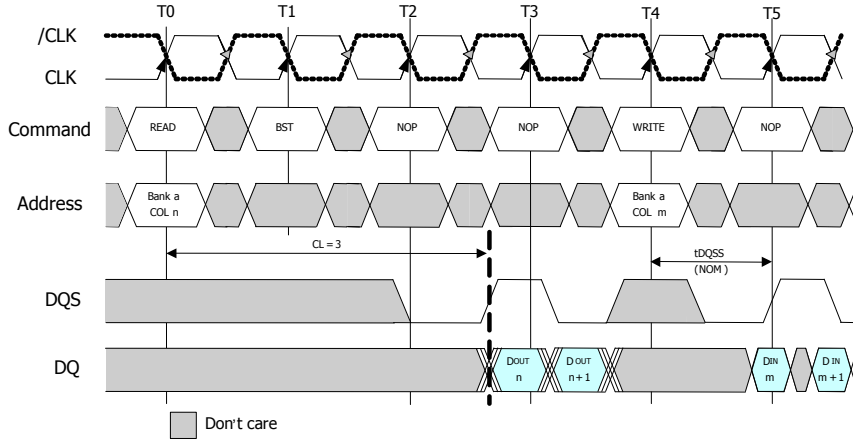 T0 T1 T2 T3 T4 T5
/CLK
CLK
Command READ BST NOP NOP WRITE NOP
Address Bank a COL n Bank a COL m
CL = 3
tDQSS
(NOM)
DQS
DQ DOUT n DOUT n+1 DIN m DIN m+1
Don't care